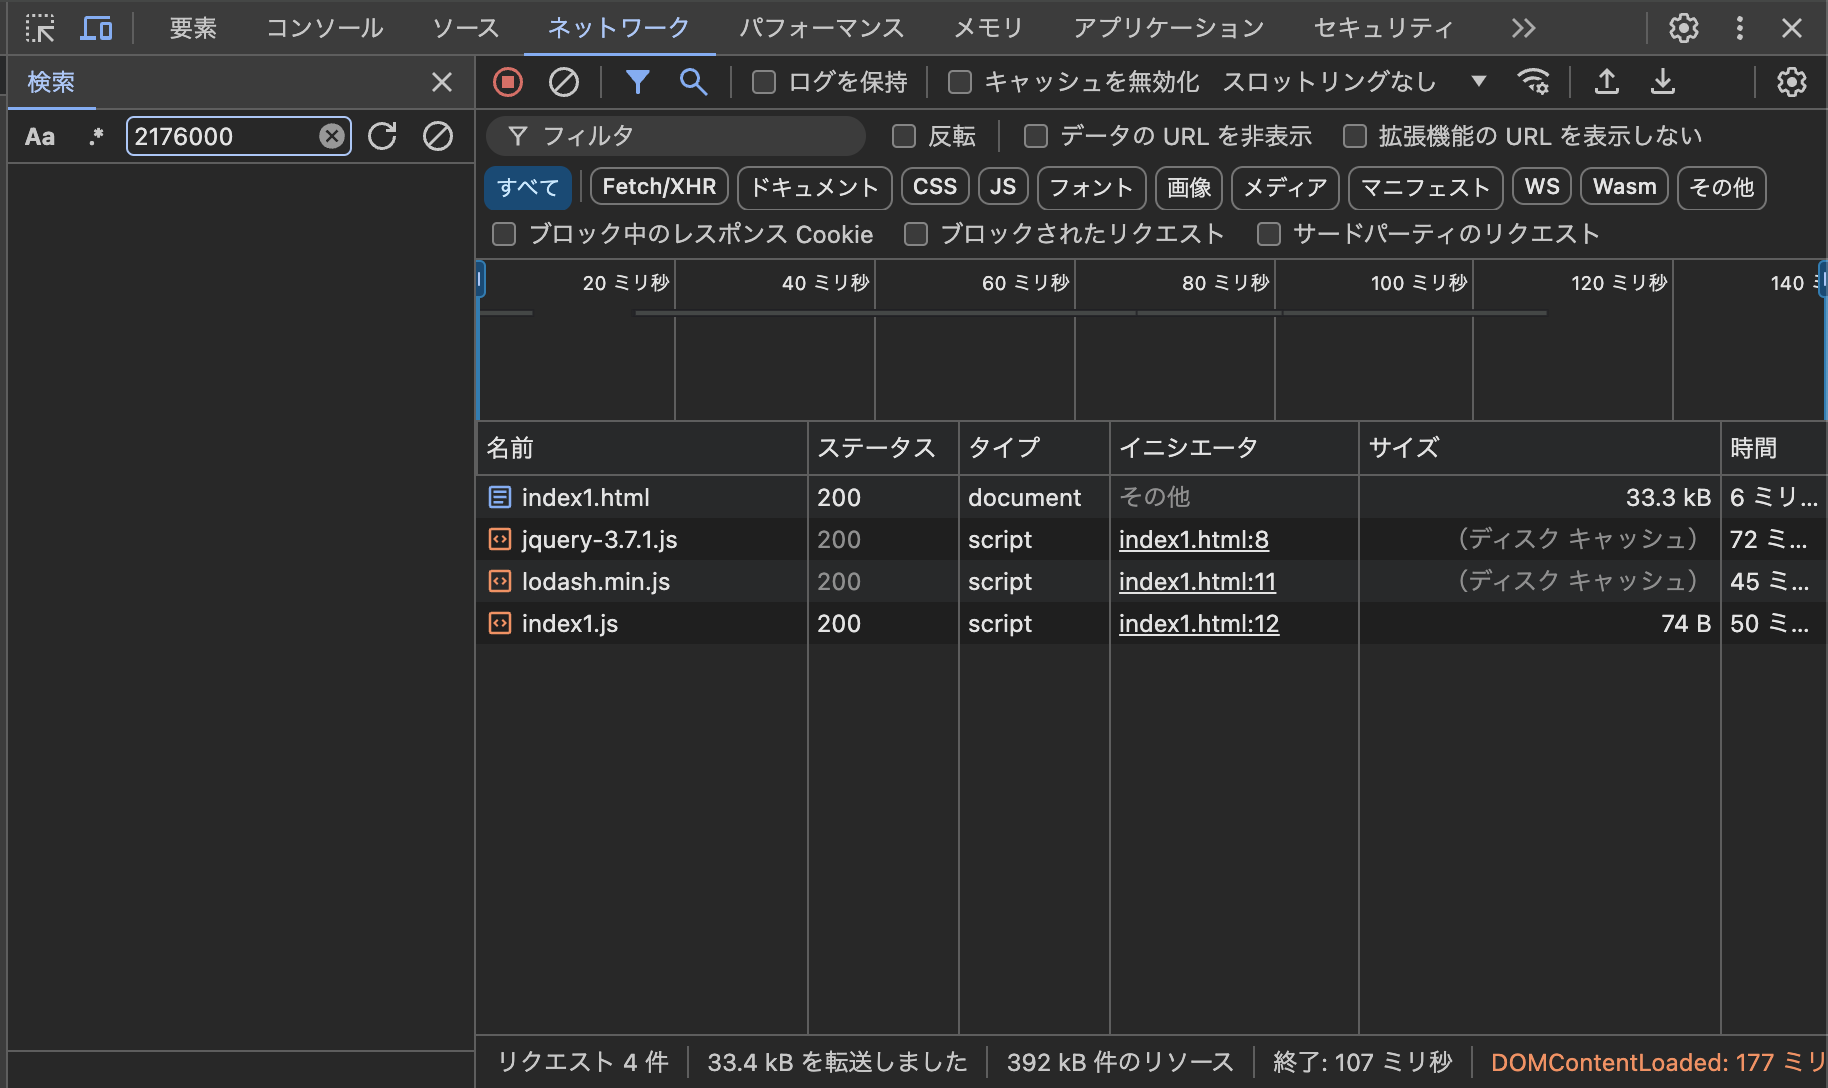 要素 コンソール ソース ネットワーク パフォーマンス メモリ アプリケーション セキュリティ
検索
ログを保持 キャッシュを無効化 スロットリングなし
Aa .* 2176000
フィルタ 反転 データの URL を非表示 拡張機能の URL を表示しない
すべて Fetch/XHR ドキュメント CSS JS フォント 画像 メディア マニフェスト WS Wasm その他
ブロック中のレスポンス Cookie ブロックされたリクエスト サードパーティのリクエスト
20 ミリ秒 40 ミリ秒 60 ミリ秒 80 ミリ秒 100 ミリ秒 120 ミリ秒 140
名前 ステータス タイプ イニシエータ サイズ 時間
index1.html 200 document その他 33.3 kB 6 ミリ...
jquery-3.7.1.js 200 script index1.html:8 （ディスク キャッシュ） 72 ミ...
lodash.min.js 200 script index1.html:11 （ディスク キャッシュ） 45 ミ...
index1.js 200 script index1.html:12 74 B 50 ミ...
リクエスト 4 件 33.4 kB を転送しました 392 kB 件のリソース 終了: 107 ミリ秒 DOMContentLoaded: 177 ミリ